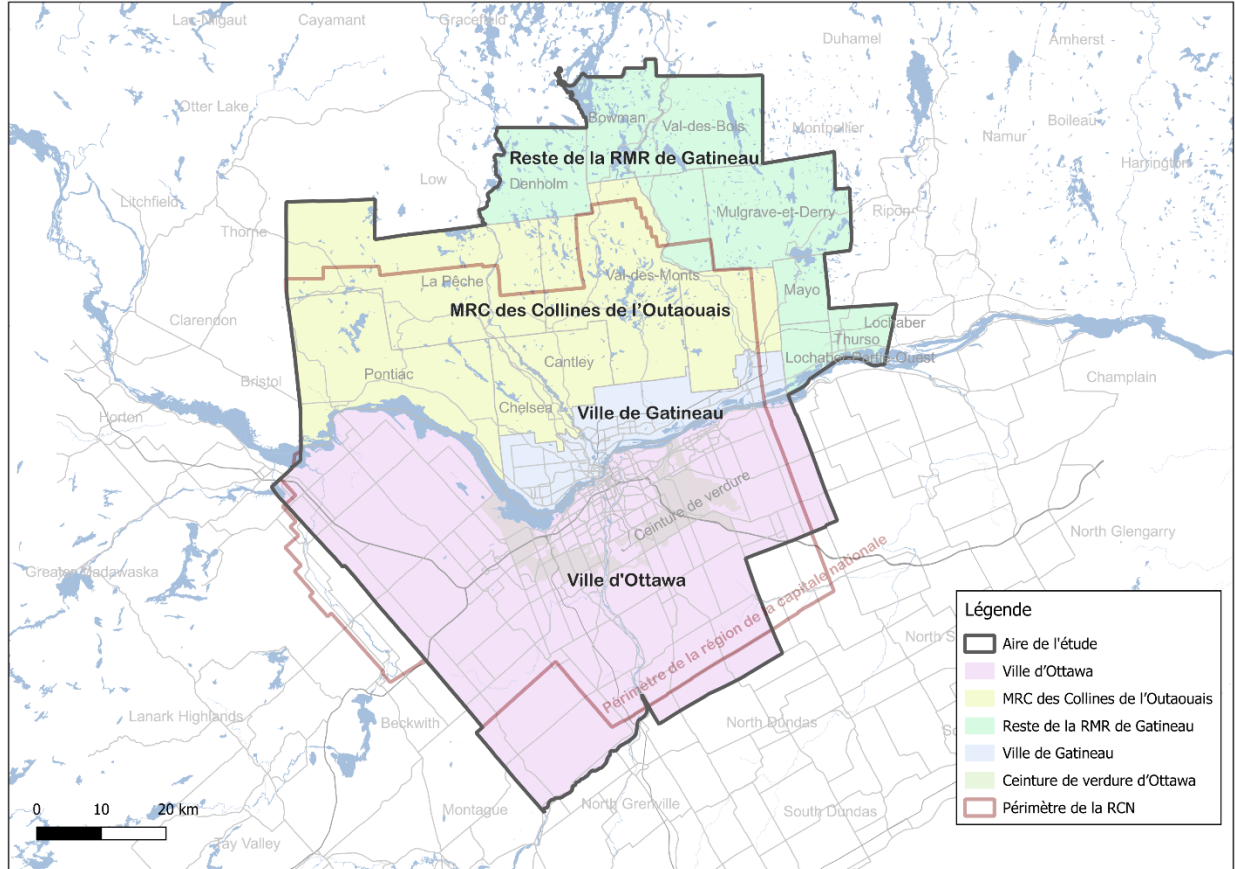 Lac-Nilgaut
Cayamant
Gracefield
Duhamel
Amherst
Otter Lake
Bowman
Val-des-Bois
Montpellier
Namur
Boileau
Harrington
Reste de la RMR de Gatineau
Low
Denholm
Litchfield
Thorne
Mulgrave-et-Derry
Ripon
La Pêche
Val-des-Monts
Mayo
MRC des Collines de l'Outaouais
Clarendon
Lochaber
Thurso
Lochaber-Partie-Ouest
Cantley
Bristol
Pontiac
Champlain
Chelsea
Ville de Gatineau
Horton
Ceinture de verdure
North Glengarry
Greater Madawaska
Ville d'Ottawa
Périmètre de la région de la capitale nationale
Lanark Highlands
Beckwith
North Dundas
Montague
North Grenville
South Dundas
Tay Valley
0 10 20 km
Légende
Aire de l'étude
Ville d'Ottawa
MRC des Collines de l'Outaouais
Reste de la RMR de Gatineau
Ville de Gatineau
Ceinture de verdure d'Ottawa
Périmètre de la RCN